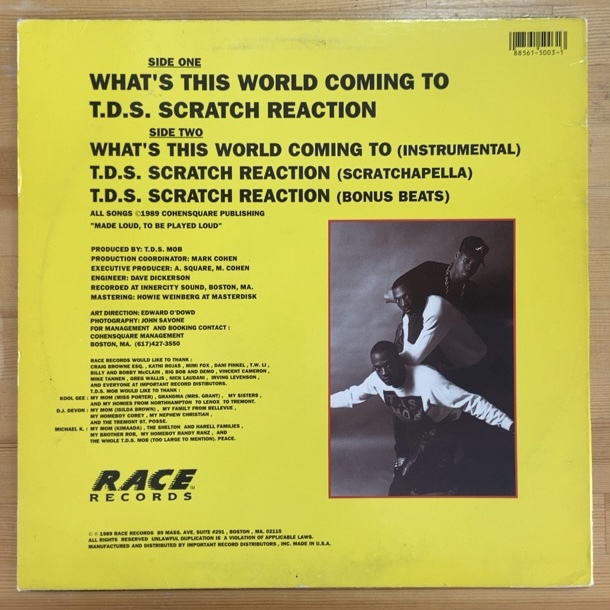 88561-5003-1
SIDE ONE
WHAT'S THIS WORLD COMING TO
T.D.S. SCRATCH REACTION
SIDE TWO
WHAT'S THIS WORLD COMING TO (INSTRUMENTAL)
T.D.S. SCRATCH REACTION (SCRATCHAPELLA)
T.D.S. SCRATCH REACTION (BONUS BEATS)
ALL SONGS ©1989 COHENSQUARE PUBLISHING
"MADE LOUD, TO BE PLAYED LOUD"
PRODUCED BY: T.D.S. MOB
PRODUCTION COORDINATOR: MARK COHEN
EXECUTIVE PRODUCER: A. SQUARE, M. COHEN
ENGINEER: DAVE DICKERSON
RECORDED AT INNERCITY SOUND, BOSTON, MA.
MASTERING: HOWIE WEINBERG AT MASTERDISK
ART DIRECTION: EDWARD O'DOWD
PHOTOGRAPHY: JOHN SAVONE
FOR MANAGEMENT AND BOOKING CONTACT :
COHENSQUARE MANAGEMENT
BOSTON, MA. (617)427-3550
RACE RECORDS WOULD LIKE TO THANK :
CRAIG BROWNE ESQ. , KATHI ROJAS , MIMI FOX , DANI FINKEL , T.W. LI ,
BILLY AND BOBBY McCLAIN , BIG BOB AND DEMO , VINCENT CAMERON ,
MIKE TANNEN , GREG WALLIS , NICK LAUDANI , IRVING LEVENSON ,
AND EVERYONE AT IMPORTANT RECORD DISTRIBUTORS.
T.D.S. MOB WOULD LIKE TO THANK :
KOOL GEE : MY MOM (MISS PORTER) , GRANDMA (MRS. GRANT) , MY SISTERS ,
AND MY HOMIES FROM NORTHHAMPTON TO LENOX TO TREMONT.
D.J. DEVON : MY MOM (ISILDA BROWN) , MY FAMILY FROM BELLEVUE ,
MY HOMEBOY COREY , MY NEPHEW CHRISTIAN ,
AND THE TREMONT ST. POSSE.
MICHAEL K. : MY MOM (KIMAADA) , THE SHELTON AND HARELL FAMILIES ,
MY BROTHER BOB, MY HOMEBOY RANDY RANZ , AND
THE WHOLE T.D.S. MOB (TOO LARGE TO MENTION). PEACE.
RACE TM
RECORDS
© ℗ 1989 RACE RECORDS 89 MASS. AVE. SUITE #291 , BOSTON , MA. 02115
ALL RIGHTS RESERVED UNLAWFUL DUPLICATION IS A VIOLATION OF APPLICABLE LAWS.
MANUFACTURED AND DISTRIBUTED BY IMPORTANT RECORD DISTRIBUTORS , INC. MADE IN U.S.A.